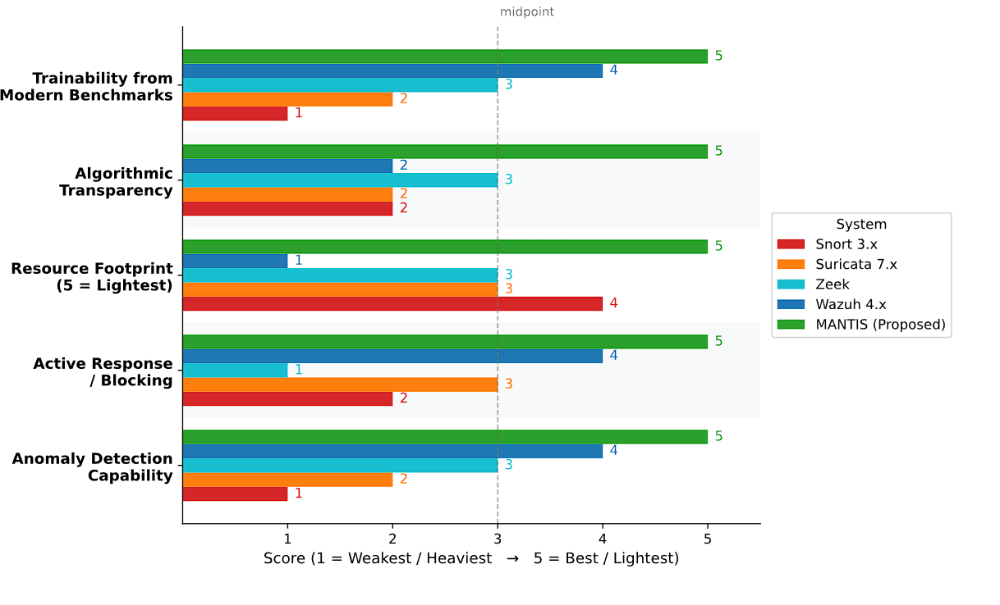 midpoint
Trainability from
Modern Benchmarks
5
4
3
2
1
Algorithmic
Transparency
5
2
3
2
2
Resource Footprint
(5 = Lightest)
5
1
3
3
4
Active Response
/ Blocking
5
4
1
3
2
Anomaly Detection
Capability
5
4
3
2
1
1 2 3 4 5
Score (1 = Weakest / Heaviest → 5 = Best / Lightest)
System
Snort 3.x
Suricata 7.x
Zeek
Wazuh 4.x
MANTIS (Proposed)